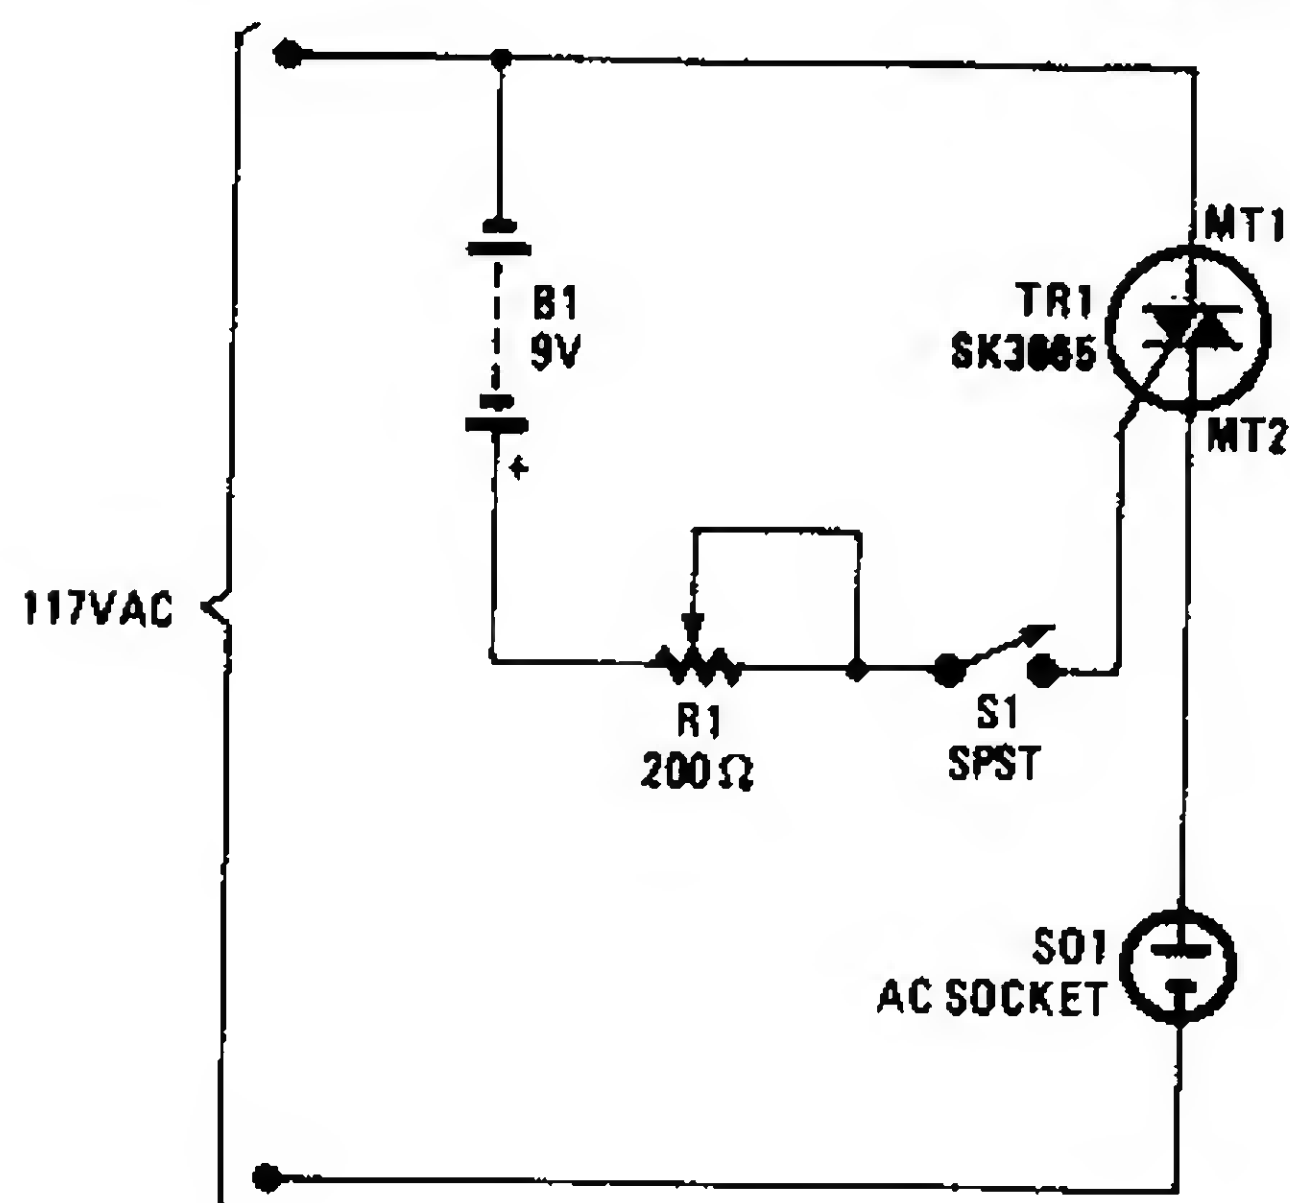 MT1
TR1
B1
9V
MT2
+
117VAC
R1
200Ω
S1
SPST
SO1
AC SOCKET